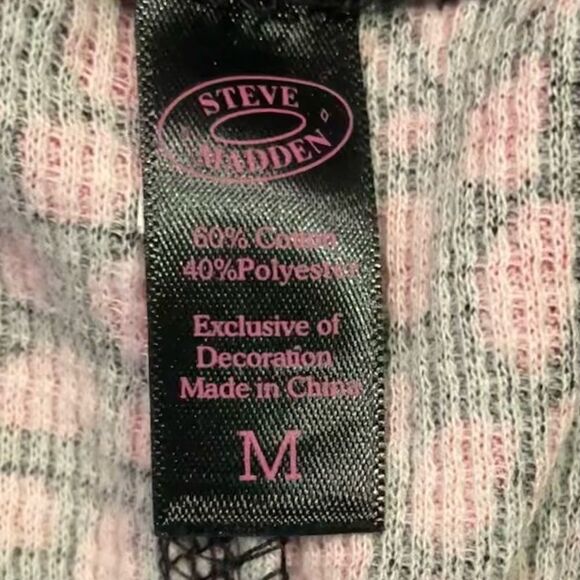 STEVE
MADDEN
60% Cotton
40%Polyester
Exclusive of
Decoration
Made in China
M